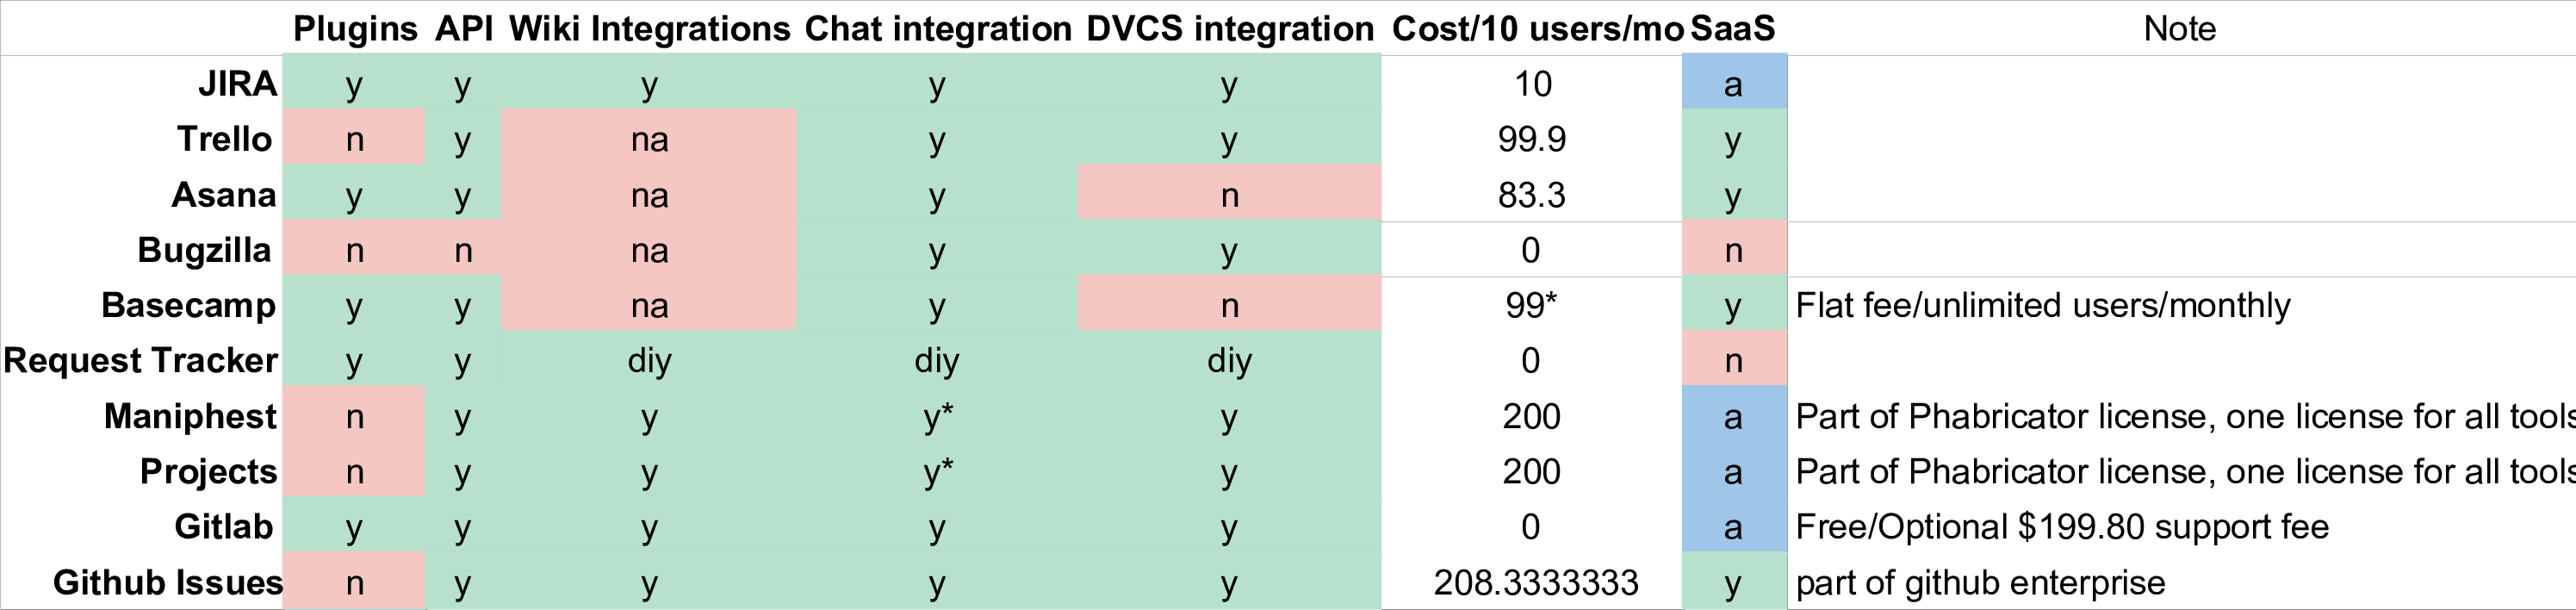 Plugins API Wiki Integrations Chat integration DVCS integration Cost/10 users/mo SaaS Note
JIRA y y y y y 10 a
Trello n y na y y 99.9 y
Asana y y na y n 83.3 y
Bugzilla n n na y y 0 n
Basecamp y y na y n 99* y Flat fee/unlimited users/monthly
Request Tracker y y diy diy diy 0 n
Maniphest n y y y* y 200 a Part of Phabricator license, one license for all tools
Projects n y y y* y 200 a Part of Phabricator license, one license for all tools
Gitlab y y y y y 0 a Free/Optional $199.80 support fee
Github Issues n y y y y 208.3333333 y part of github enterprise